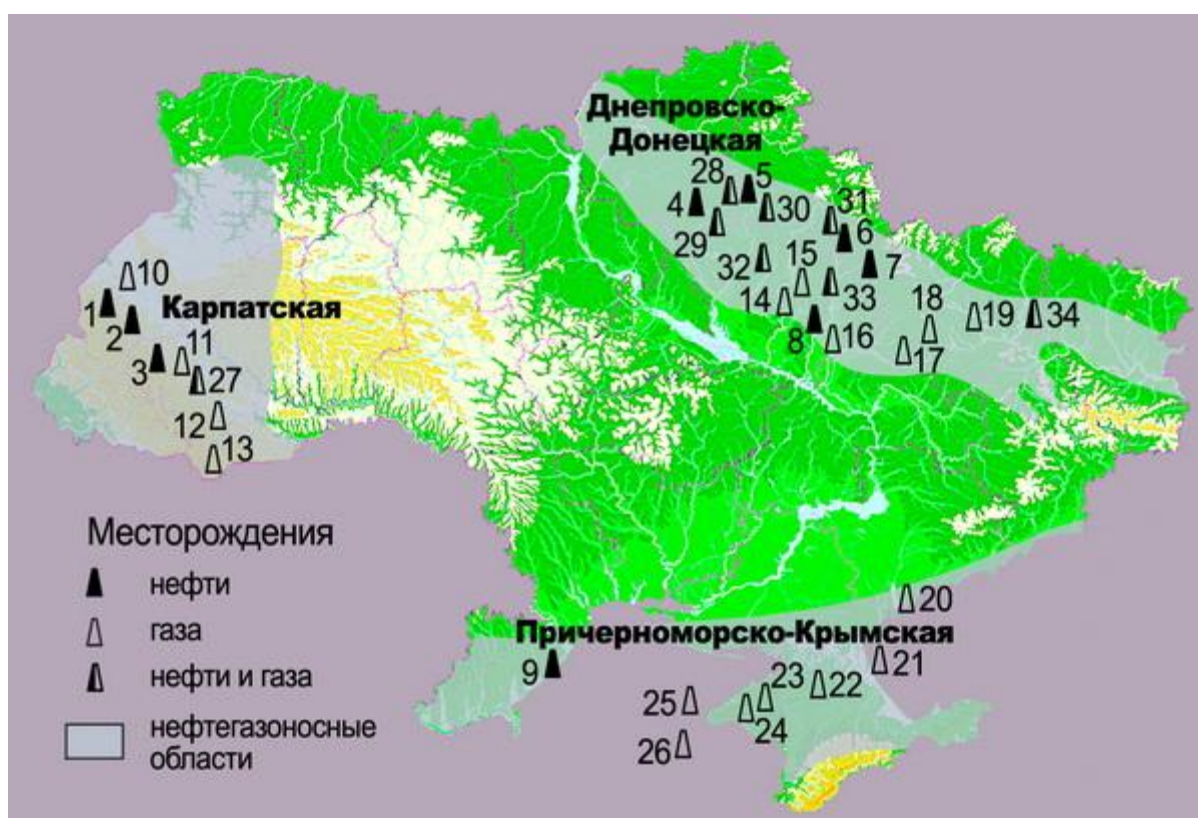 Днепровско-
Донецкая
28 5
4 30 31
29 6
15 7
32
10 33 18
14 19 34
1 Карпатская
2 8 16
11 17
3 27
12
13
Месторождения
нефти
газа
20
Причерноморско-Крымская
нефти и газа
9 21
23 22
25
нефтегазоносные
области
24
26